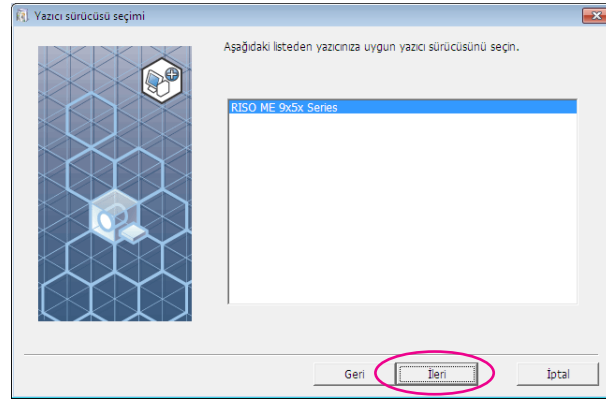 Yazıcı sürücüsü seçimi
Aşağıdaki listeden yazıcınıza uygun yazıcı sürücüsünü seçin.
RISO ME 9x5x Series
Geri
İleri
İptal